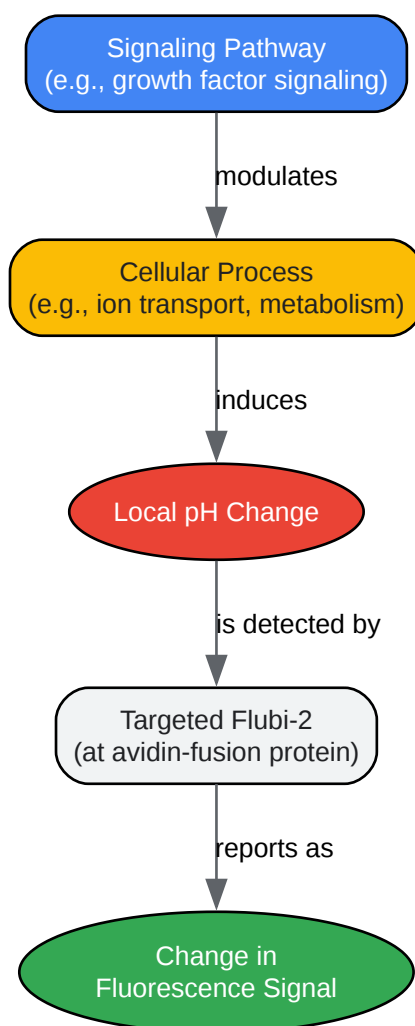 Signaling Pathway
(e.g., growth factor signaling)
modulates
Cellular Process
(e.g., ion transport, metabolism)
induces
Local pH Change
is detected by
Targeted Flubi-2
(at avidin-fusion protein)
reports as
Change in
Fluorescence Signal